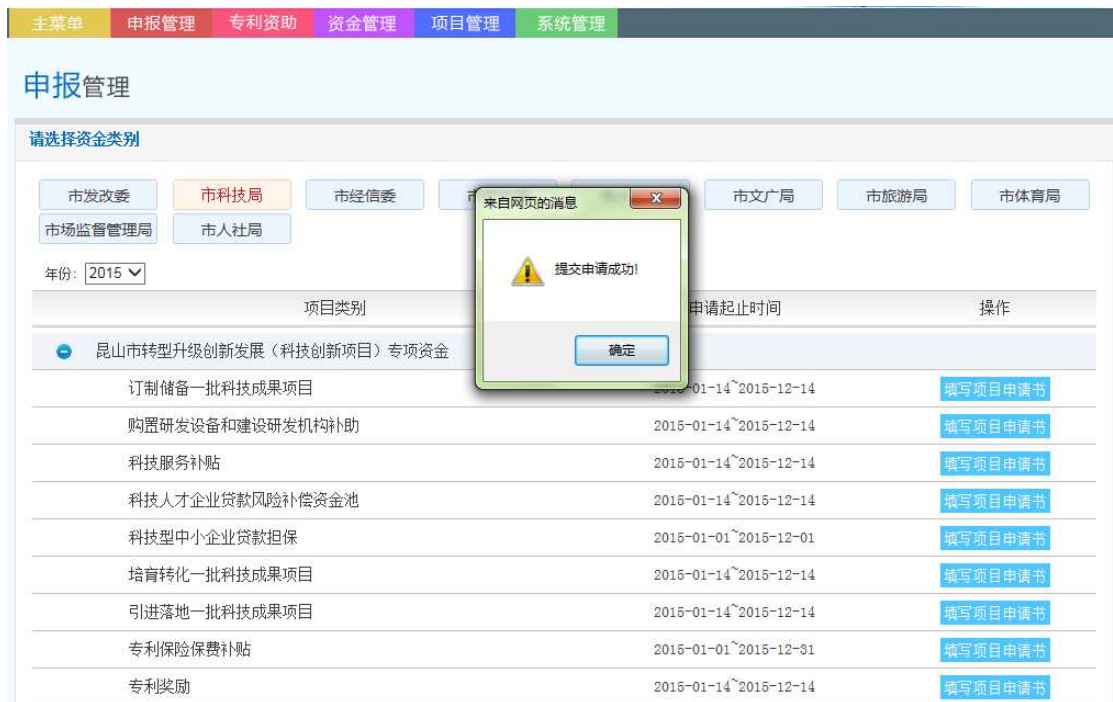 主菜单 申报管理 专利资助 资金管理 项目管理 系统管理
申报管理
请选择资金类别
市发改委 市科技局 市经信委 市文广局 市旅游局 市体育局
市场监督管理局 市人社局
来自网页的消息
提交申请成功!
确定
年份: 2015
项目类别 申请起止时间 操作
昆山市转型升级创新发展（科技创新项目）专项资金
订制储备一批科技成果项目 2015-01-14~2015-12-14 填写项目申请书
购置研发设备和建设研发机构补助 2015-01-14~2015-12-14 填写项目申请书
科技服务补贴 2015-01-14~2015-12-14 填写项目申请书
科技人才企业贷款风险补偿资金池 2015-01-14~2015-12-14 填写项目申请书
科技型中小企业贷款担保 2015-01-01~2015-12-01 填写项目申请书
培育转化一批科技成果项目 2015-01-14~2015-12-14 填写项目申请书
引进落地一批科技成果项目 2015-01-14~2015-12-14 填写项目申请书
专利保险保费补贴 2015-01-01~2015-12-31 填写项目申请书
专利奖励 2015-01-14~2015-12-14 填写项目申请书